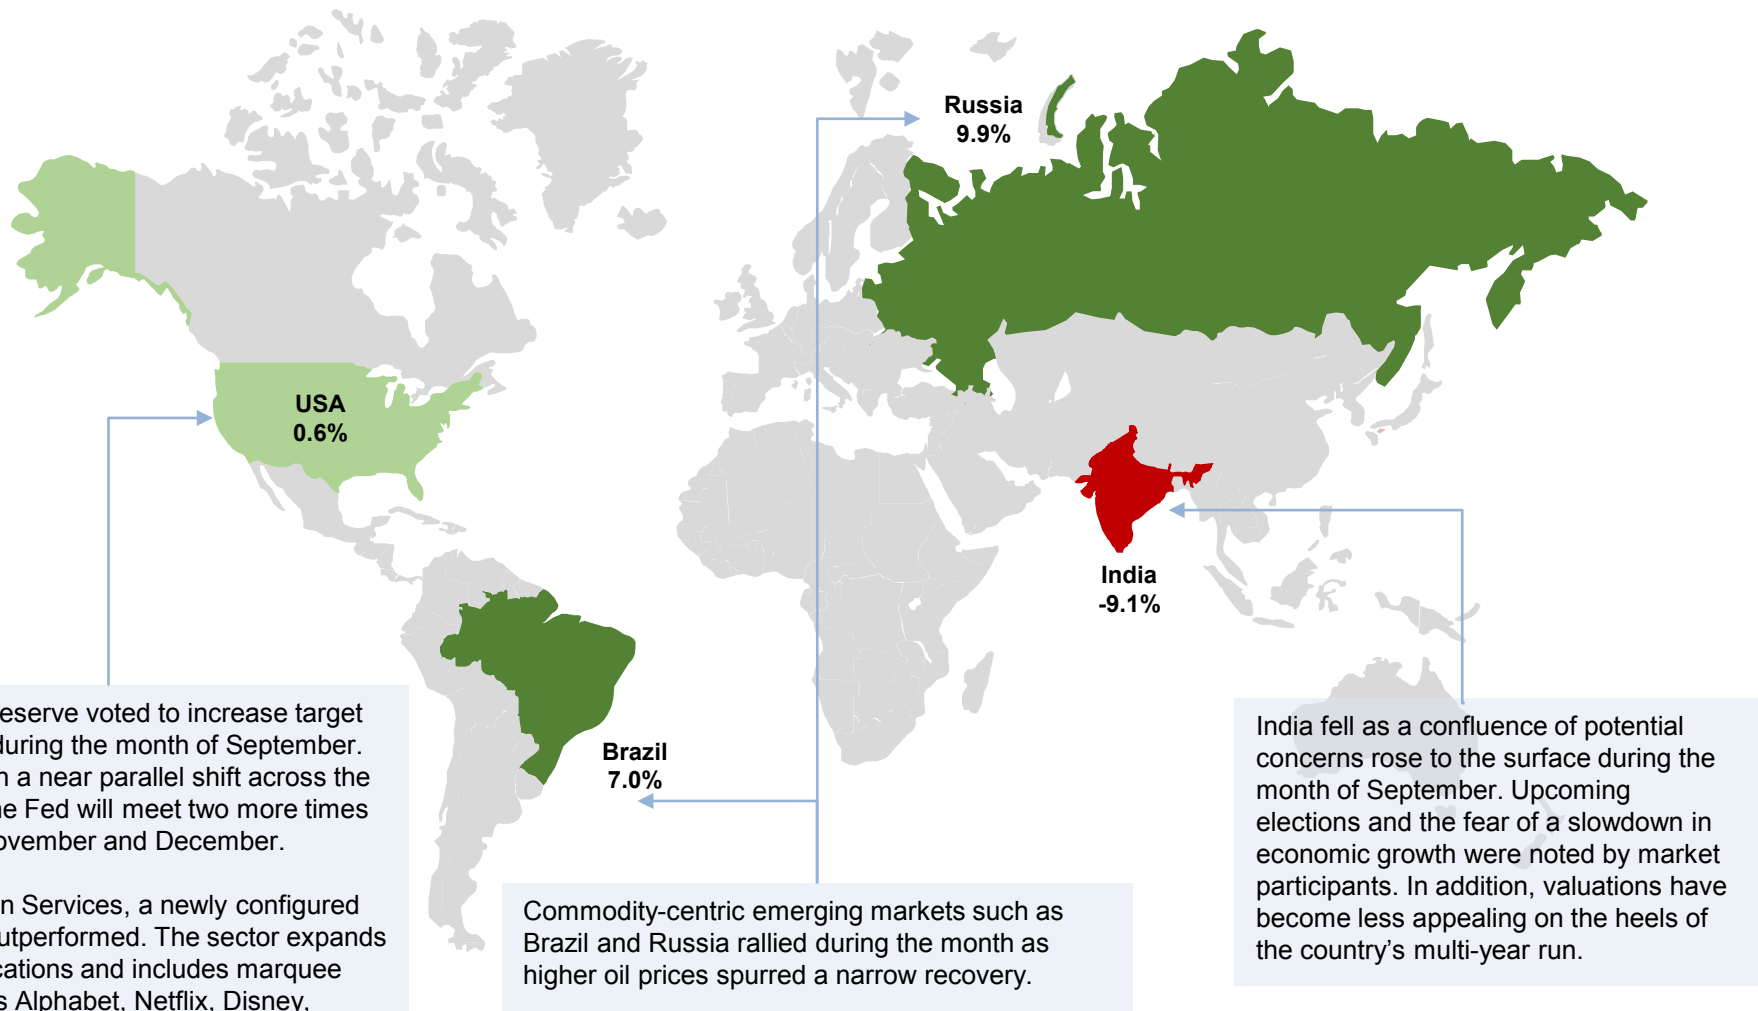 Russia
9.9%
USA
0.6%
India
-9.1%
Brazil
7.0%
eserve voted to increase target
during the month of September.
a near parallel shift across the
Fed will meet two more times
ovember and December.
n Services, a newly configured
utperformed. The sector expands
cations and includes marquee
s Alphabet, Netflix, Disney,
Commodity-centric emerging markets such as
Brazil and Russia rallied during the month as
higher oil prices spurred a narrow recovery.
India fell as a confluence of potential
concerns rose to the surface during the
month of September. Upcoming
elections and the fear of a slowdown in
economic growth were noted by market
participants. In addition, valuations have
become less appealing on the heels of
the country’s multi-year run.